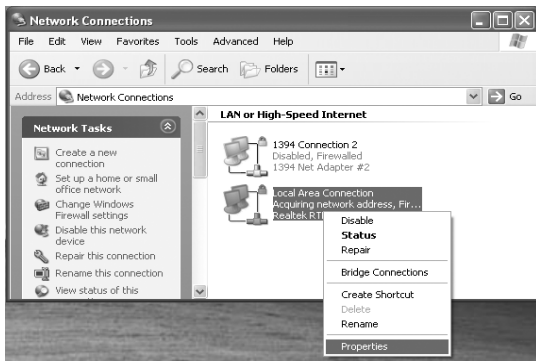 Network Connections
File Edit View Favorites Tools Advanced Help
Back Search Folders
Address Network Connections Go
Network Tasks
Create a new
connection
Set up a home or small
office network
Change Windows
Firewall settings
Disable this network
device
Repair this connection
Rename this connection
View status of this
LAN or High-Speed Internet
1394 Connection 2
Disabled, Firewalled
1394 Net Adapter #2
Local Area Connection
Acquiring network address, Fir...
Realtek
Disable
Status
Repair
Bridge Connections
Create Shortcut
Delete
Rename
Properties